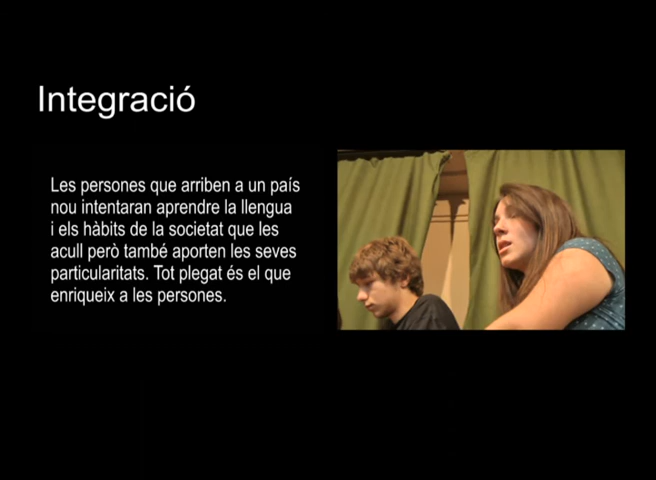 Integració
Les persones que arriben a un país
nou intentaran aprendre la llengua
i els hàbits de la societat que les
acull però també aporten les seves
particularitats. Tot plegat és el que
enriqueix a les persones.